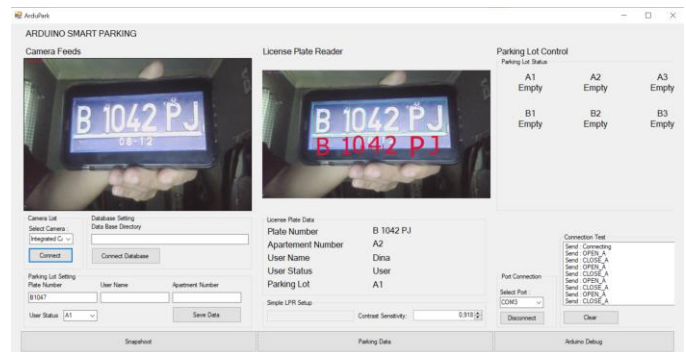 ArduPark
ARDUINO SMART PARKING
Camera Feeds
B 1042 PJ
08-12
Camera List
Select Camera :
Integrated C
Connect
Database Setting
Data Base Directory
Connect Database
Parking Lot Setting
Plate Number
User Name
Apartment Number
B1047
User Status
A1
Save Data
License Plate Reader
B 1042 PJ
B 1042 PJ
License Plate Data
Plate Number B 1042 PJ
Apartement Number A2
User Name Dina
User Status User
Parking Lot A1
Simple LPR Setup
Contrast Sensitivity: 0.918
Parking Lot Control
Parking Lot Status
A1 A2 A3
Empty Empty Empty
B1 B2 B3
Empty Empty Empty
Port Connection
Select Port :
COM3
Disconnect
Connection Test
Send : Connecting
Send : OPEN_A
Send : CLOSE_A
Send : OPEN_A
Send : CLOSE_A
Send : OPEN_A
Send : CLOSE_A
Send : OPEN_A
Send : CLOSE_A
Clear
Snapshoot
Parking Data
Arduino Debug